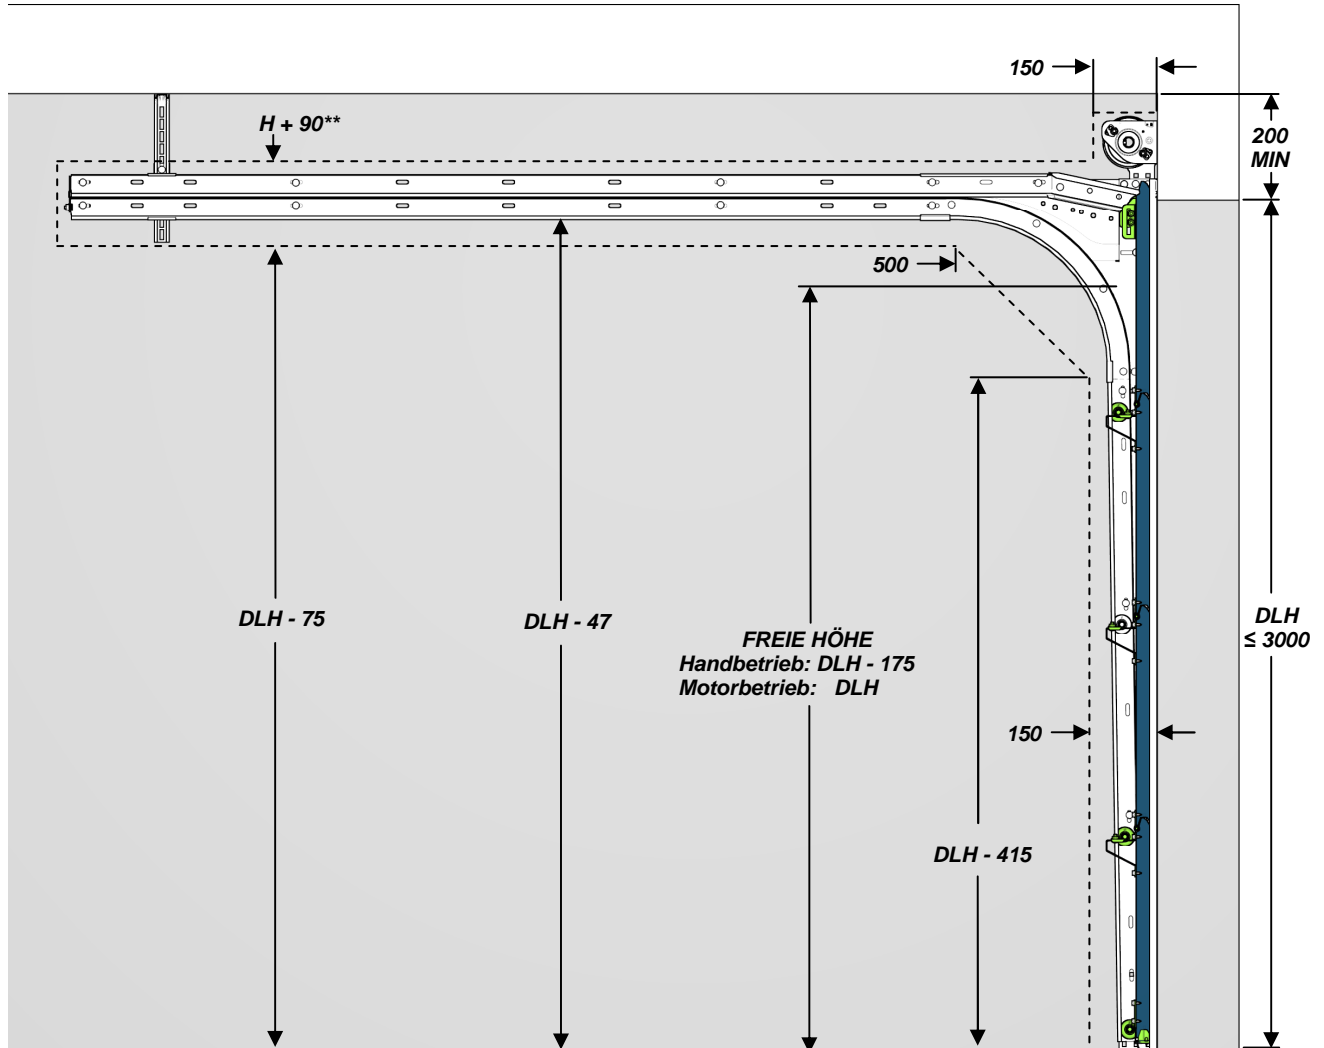 150
H + 90**
200
MIN
500
DLH - 75
DLH - 47
FREIE HÖHE
Handbetrieb: DLH - 175
Motorbetrieb: DLH
DLH
≤ 3000
150
DLH - 415